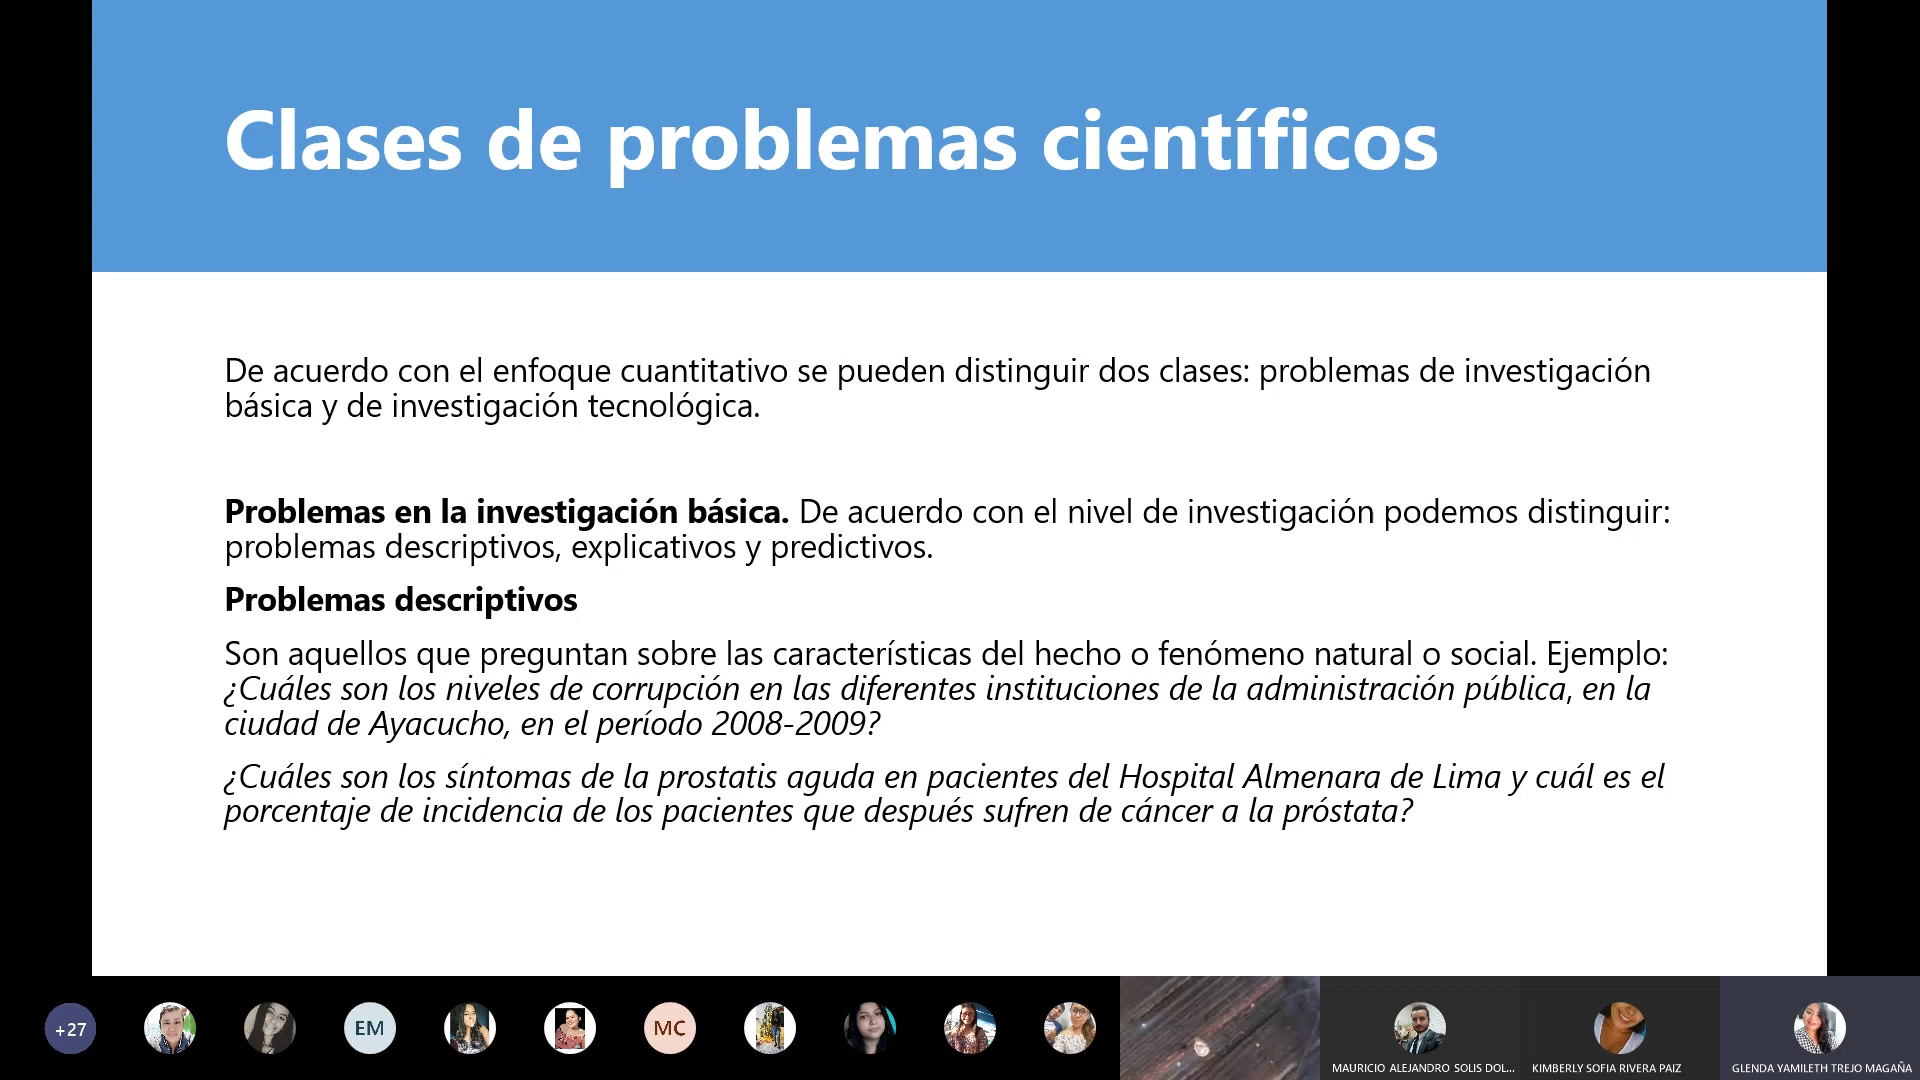 Clases de problemas científicos
De acuerdo con el enfoque cuantitativo se pueden distinguir dos clases: problemas de investigación
básica y de investigación tecnológica.
Problemas en la investigación básica. De acuerdo con el nivel de investigación podemos distinguir:
problemas descriptivos, explicativos y predictivos.
Problemas descriptivos
Son aquellos que preguntan sobre las características del hecho o fenómeno natural o social. Ejemplo:
¿Cuáles son los niveles de corrupción en las diferentes instituciones de la administración pública, en la
ciudad de Ayacucho, en el período 2008-2009?
¿Cuáles son los síntomas de la prostatis aguda en pacientes del Hospital Almenara de Lima y cuál es el
porcentaje de incidencia de los pacientes que después sufren de cáncer a la próstata?
+27
EM
MC
MAURICIO ALEJANDRO SOLIS DOL...
KIMBERLY SOFIA RIVERA PAIZ
GLENDA YAMILETH TREJO MAGAÑA